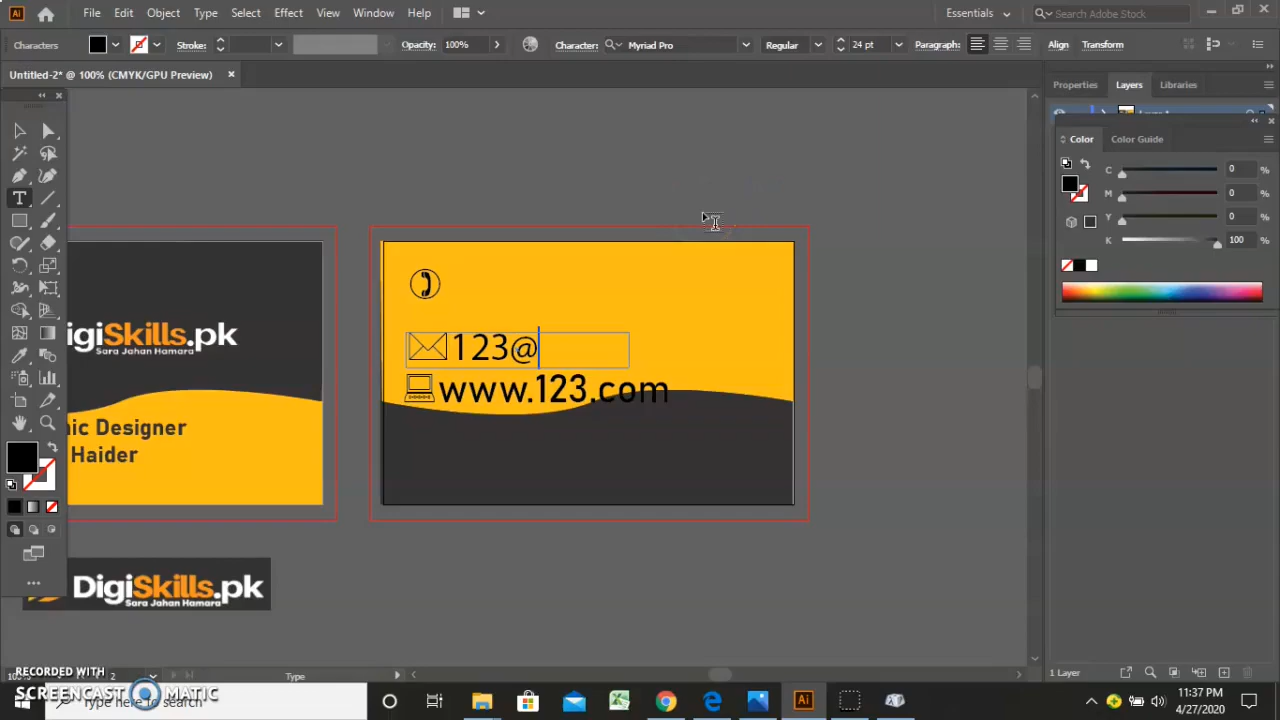 File Edit Object Type Select Effect View Window Help
Essentials
Search Adobe Stock
Characters
Stroke:
Opacity: 100%
Character:
Myriad Pro
Regular
24 pt
Paragraph:
Align
Transform
Untitled-2* @ 100% (CMYK/GPU Preview)
Properties
Layers
Libraries
Color
Color Guide
C 0 %
M 0 %
Y 0 %
K 100 %
igiSkills.pk
Sara Jahan Hamara
nic Designer
Haider
123@
www.123.com
DigiSkills.pk
Sara Jahan Hamara
2
Type
1 Layer
RECORDED WITH
SCREENCAST MATIC
Type here to search
11:37 PM
4/27/2020